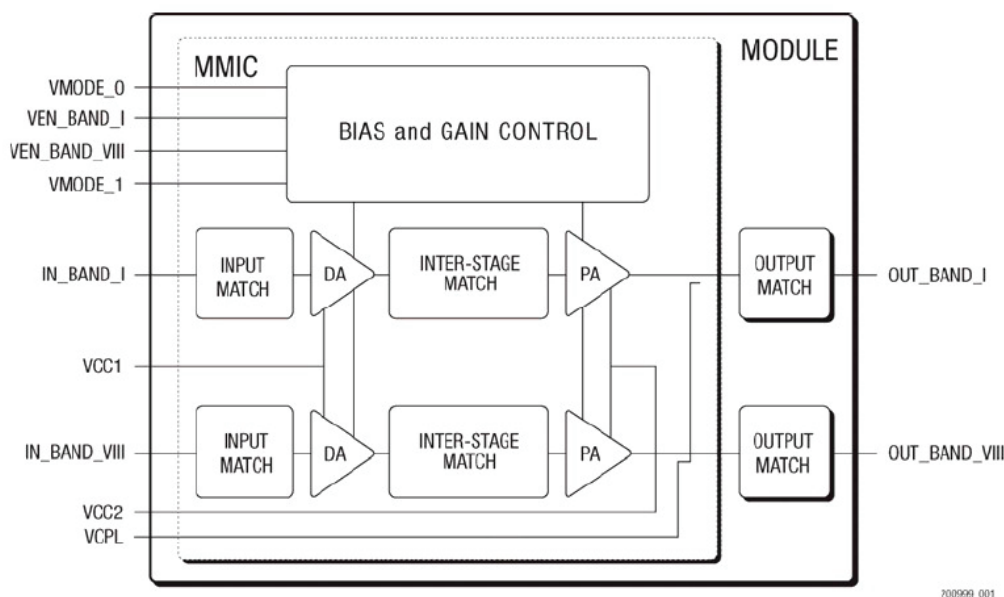 MODULE
MMIC
VMODE_0
VEN_BAND_I
VEN_BAND_VIII
VMODE_1
BIAS and GAIN CONTROL
IN_BAND_I
INPUT
MATCH
DA
INTER-STAGE
MATCH
PA
OUTPUT
MATCH
OUT_BAND_I
VCC1
IN_BAND_VIII
INPUT
MATCH
DA
INTER-STAGE
MATCH
PA
OUTPUT
MATCH
OUT_BAND_VIII
VCC2
VCPL
200999_001